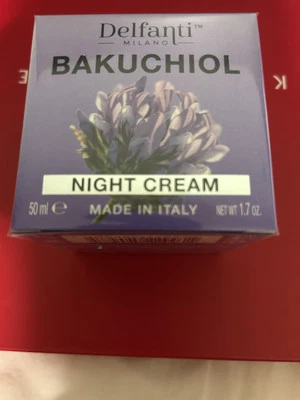 Delfanti™
MILANO
BAKUCHIOL
NIGHT CREAM
50 ml ℮ MADE IN ITALY NET WT 1.7 oz.
E
K